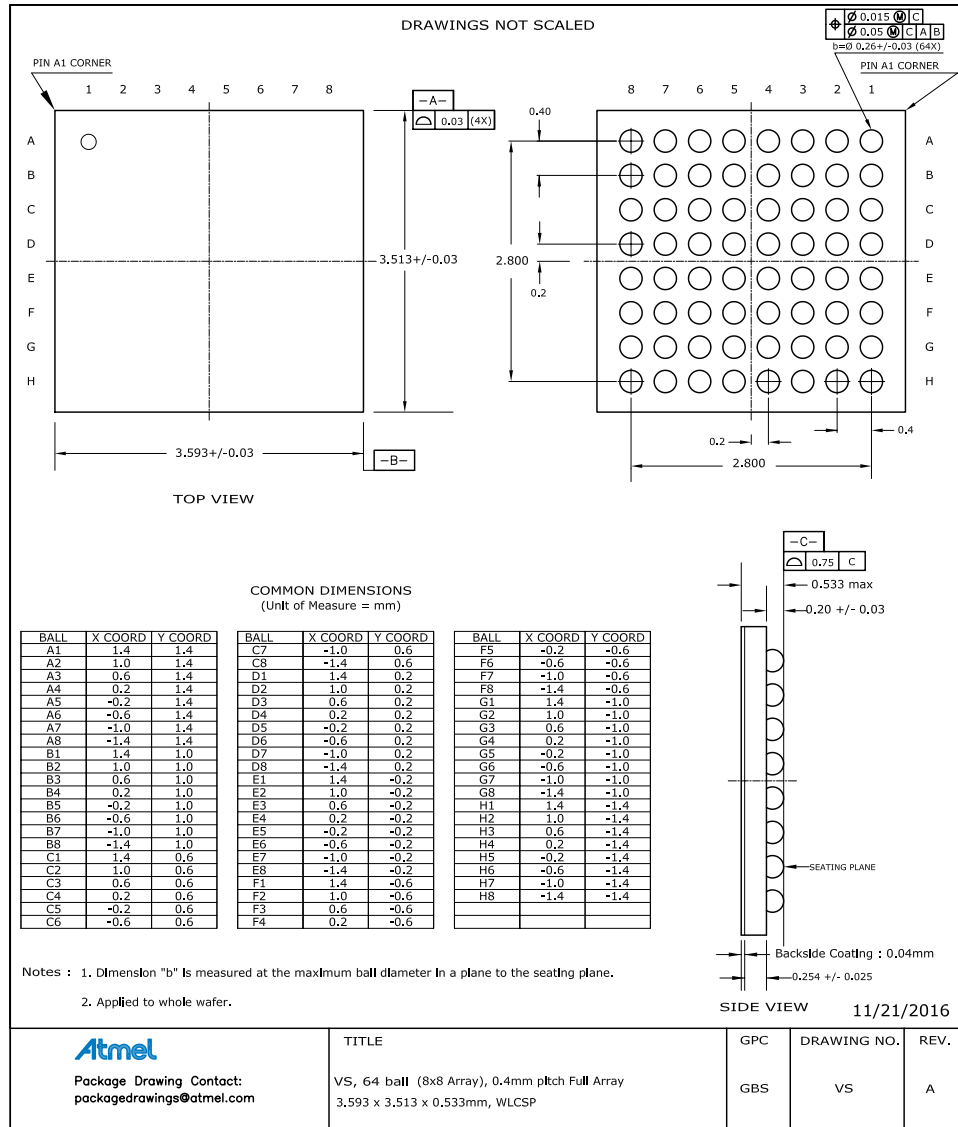 DRAWINGS NOT SCALED
⌀ 0.015 Ⓜ C
⌀ 0.05 Ⓜ C A B
b=⌀ 0.26+/-0.03 (64X)
PIN A1 CORNER
PIN A1 CORNER
1 2 3 4 5 6 7 8
8 7 6 5 4 3 2 1
-A-
0.03 (4X)
0.40
A
B
C
D
E
F
G
H
A
B
C
D
E
F
G
H
3.513+/-0.03
2.800
0.2
0.4
0.2
2.800
3.593+/-0.03
-B-
TOP VIEW
-C-
0.75 C
0.533 max
0.20 +/- 0.03
COMMON DIMENSIONS
(Unit of Measure = mm)
BALL X COORD Y COORD BALL X COORD Y COORD BALL X COORD Y COORD
A1 1.4 1.4 C7 -1.0 0.6 F5 -0.2 -0.6
A2 1.0 1.4 C8 -1.4 0.6 F6 -0.6 -0.6
A3 0.6 1.4 D1 1.4 0.2 F7 -1.0 -0.6
A4 0.2 1.4 D2 1.0 0.2 F8 -1.4 -0.6
A5 -0.2 1.4 D3 0.6 0.2 G1 1.4 -1.0
A6 -0.6 1.4 D4 0.2 0.2 G2 1.0 -1.0
A7 -1.0 1.4 D5 -0.2 0.2 G3 0.6 -1.0
A8 -1.4 1.4 D6 -0.6 0.2 G4 0.2 -1.0
B1 1.4 1.0 D7 -1.0 0.2 G5 -0.2 -1.0
B2 1.0 1.0 D8 -1.4 0.2 G6 -0.6 -1.0
B3 0.6 1.0 E1 1.4 -0.2 G7 -1.0 -1.0
B4 0.2 1.0 E2 1.0 -0.2 G8 -1.4 -1.0
B5 -0.2 1.0 E3 0.6 -0.2 H1 1.4 -1.4
B6 -0.6 1.0 E4 0.2 -0.2 H2 1.0 -1.4
B7 -1.0 1.0 E5 -0.2 -0.2 H3 0.6 -1.4
B8 -1.4 1.0 E6 -0.6 -0.2 H4 0.2 -1.4
C1 1.4 0.6 E7 -1.0 -0.2 H5 -0.2 -1.4
C2 1.0 0.6 E8 -1.4 -0.2 H6 -0.6 -1.4
C3 0.6 0.6 F1 1.4 -0.6 H7 -1.0 -1.4
C4 0.2 0.6 F2 1.0 -0.6 H8 -1.4 -1.4
C5 -0.2 0.6 F3 0.6 -0.6
C6 -0.6 0.6 F4 0.2 -0.6
SEATING PLANE
Backside Coating : 0.04mm
0.254 +/- 0.025
SIDE VIEW
11/21/2016
Notes : 1. Dimension "b" is measured at the maximum ball diameter in a plane to the seating plane.
2. Applied to whole wafer.
Atmel
Package Drawing Contact:
packagedrawings@atmel.com
TITLE
VS, 64 ball (8x8 Array), 0.4mm pitch Full Array
3.593 x 3.513 x 0.533mm, WLCSP
GPC
GBS
DRAWING NO.
VS
REV.
A